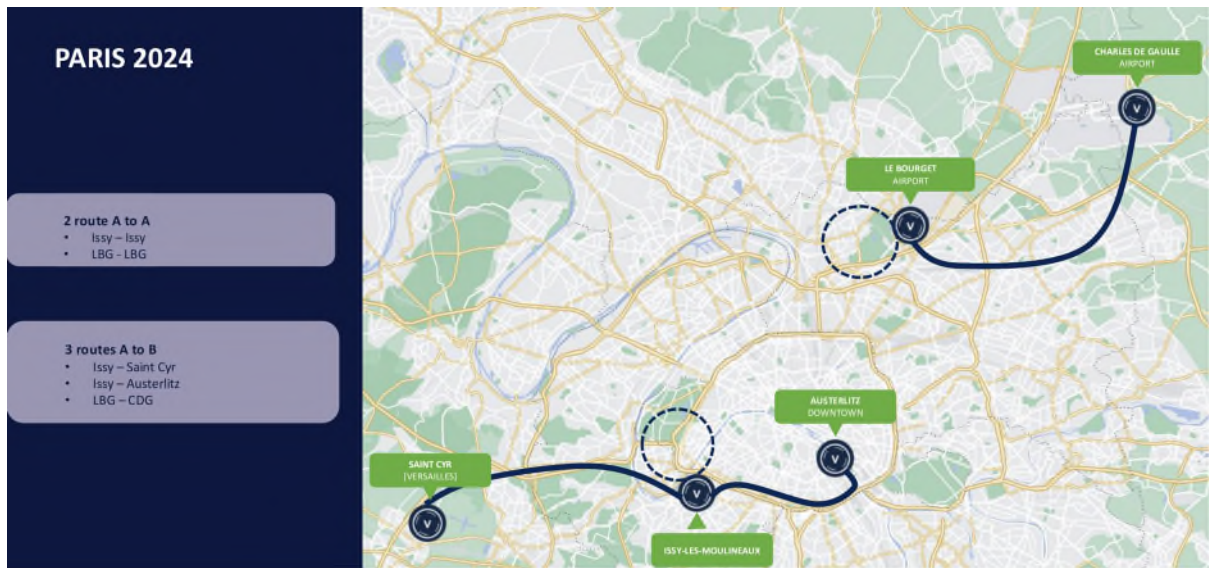 PARIS 2024
2 route A to A
• Issy – Issy
• LBG - LBG
3 routes A to B
• Issy – Saint Cyr
• Issy – Austerlitz
• LBG – CDG
CHARLES DE GAULLE
AIRPORT
V
LE BOURGET
AIRPORT
V
AUSTERLITZ
DOWNTOWN
V
SAINT CYR
[VERSAILLES]
V
V
ISSY-LES-MOULINEAUX